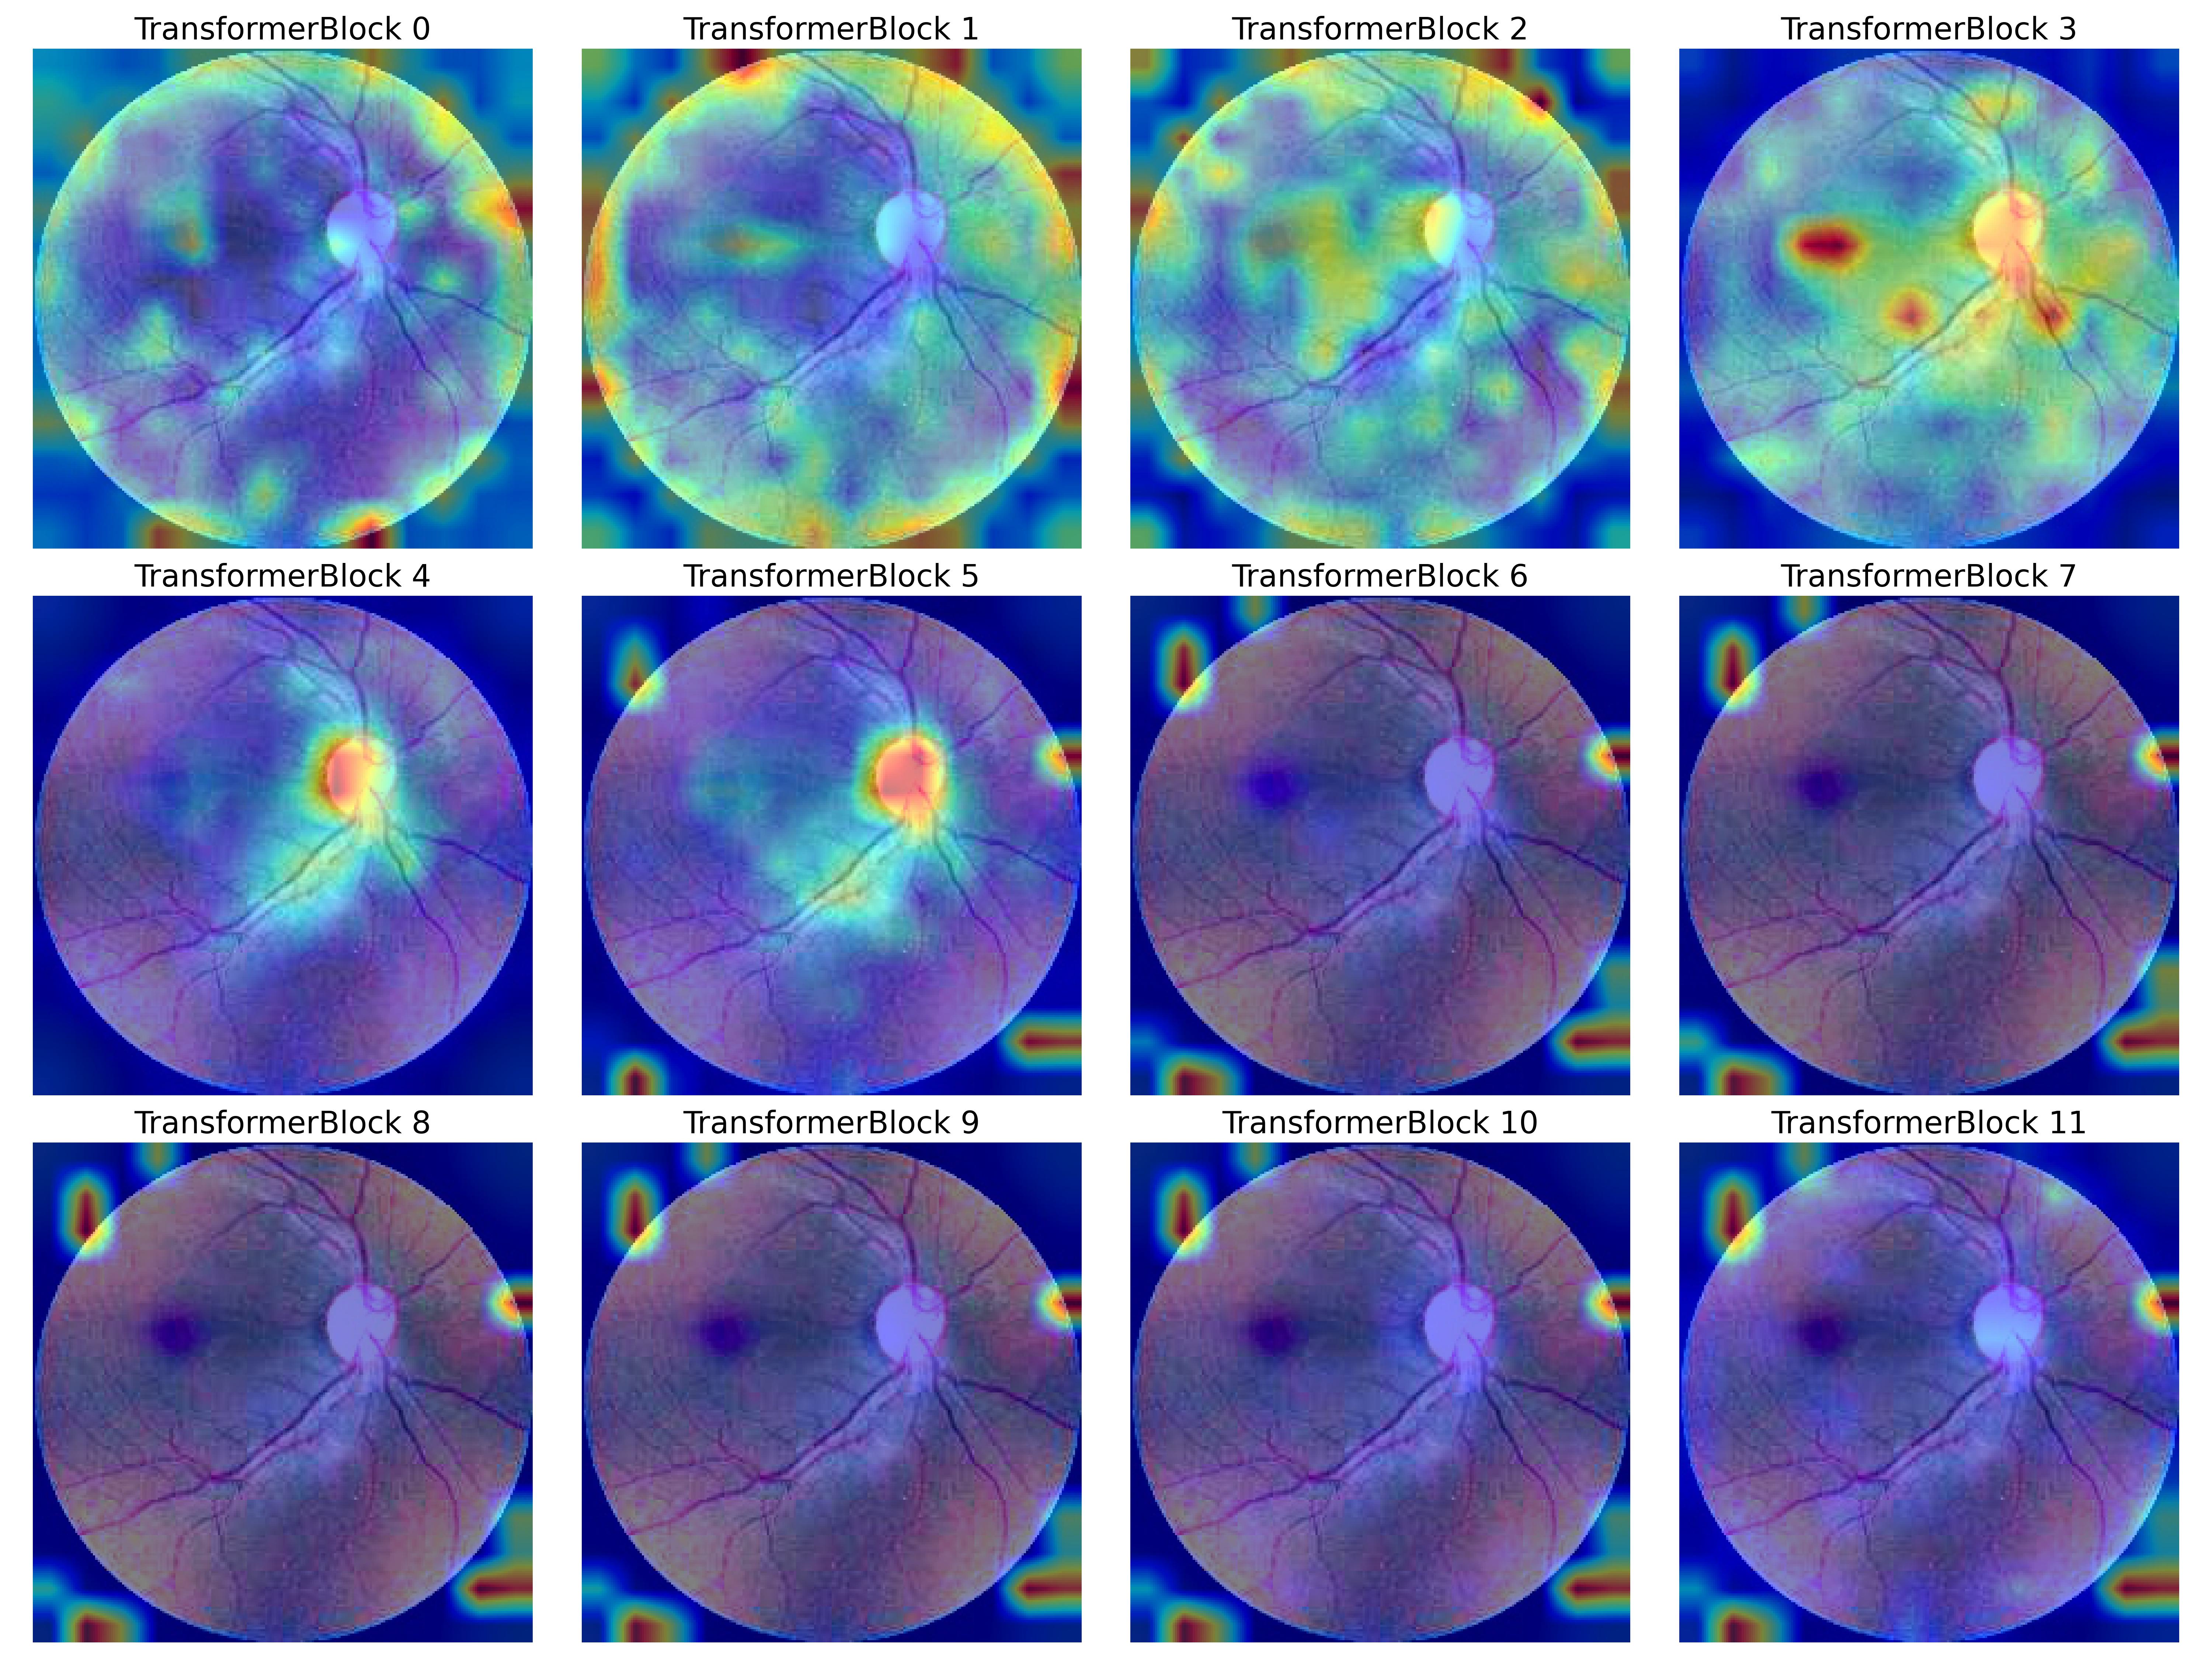 TransformerBlock 0
TransformerBlock 1
TransformerBlock 2
TransformerBlock 3
TransformerBlock 4
TransformerBlock 5
TransformerBlock 6
TransformerBlock 7
TransformerBlock 8
TransformerBlock 9
TransformerBlock 10
TransformerBlock 11